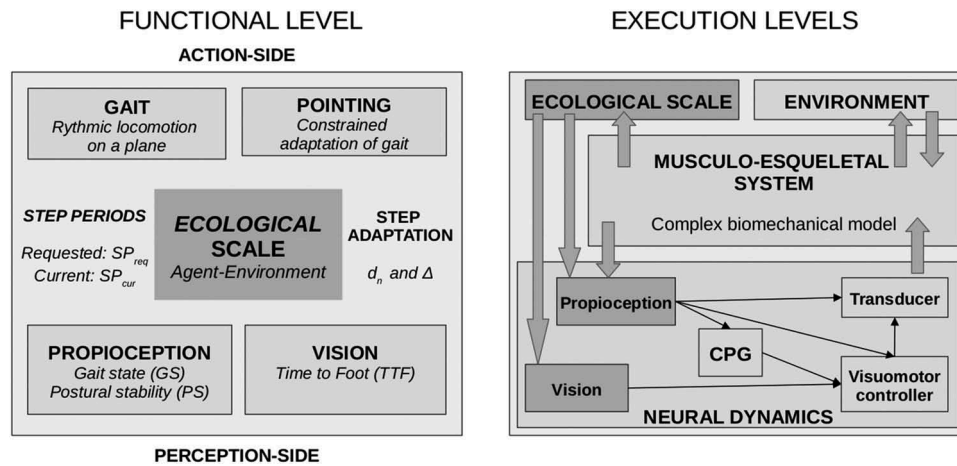 FUNCTIONAL LEVEL
ACTION-SIDE
GAIT
Rythmic locomotion
on a plane
POINTING
Constrained
adaptation of gait
STEP PERIODS
Requested: SPreq
Current: SPcur
ECOLOGICAL
SCALE
Agent-Environment
STEP
ADAPTATION
dn and Δ
PROPIOCEPTION
Gait state (GS)
Postural stability (PS)
VISION
Time to Foot (TTF)
PERCEPTION-SIDE
EXECUTION LEVELS
ECOLOGICAL SCALE
ENVIRONMENT
MUSCULO-ESQUELETAL
SYSTEM
Complex biomechanical model
Propioception
Transducer
CPG
Vision
Visuomotor
controller
NEURAL DYNAMICS